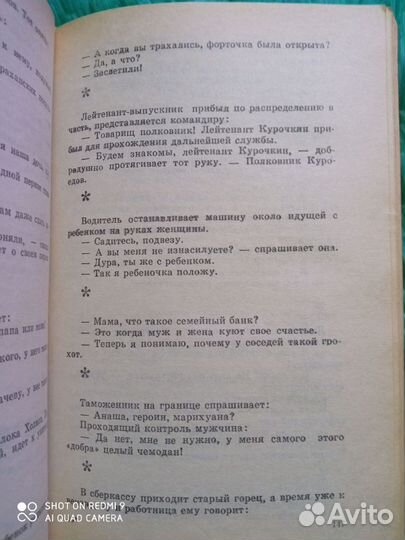 — А когда вы трахались, форточка была открыта?
— Да, а что?
— Засветили!
*
Лейтенант-выпускник прибыл по распределению в
часть, представляется командиру:
— Товарищ полковник! Лейтенант Курочкин при-
был для прохождения дальнейшей службы.
— Будем знакомы, лейтенант Курочкин, — доб-
родушно протягивает тот руку. — Полковник Куро-
едов.
*
Водитель останавливает машину около идущей с
ребенком на руках женщины.
— Садитесь, подвезу.
— А вы меня не изнасилуете? — спрашивает она.
— Дура, ты же с ребенком.
— Так я ребеночка положу.
*
— Мама, что такое семейный банк?
— Это когда муж и жена куют свое счастье.
— Теперь я понимаю, почему у соседей такой гро-
хот.
*
Таможенник на границе спрашивает:
— Анаша, героин, марихуана?
Проходящий контроль мужчина:
— Да нет, мне не нужно, у меня самого этого
«добра» целый чемодан!
*
В сберкассу приходит старый горец, а время уже к
работница ему говорит:
SHOT ON REDMI 9
AI QUAD CAMERA
Avito